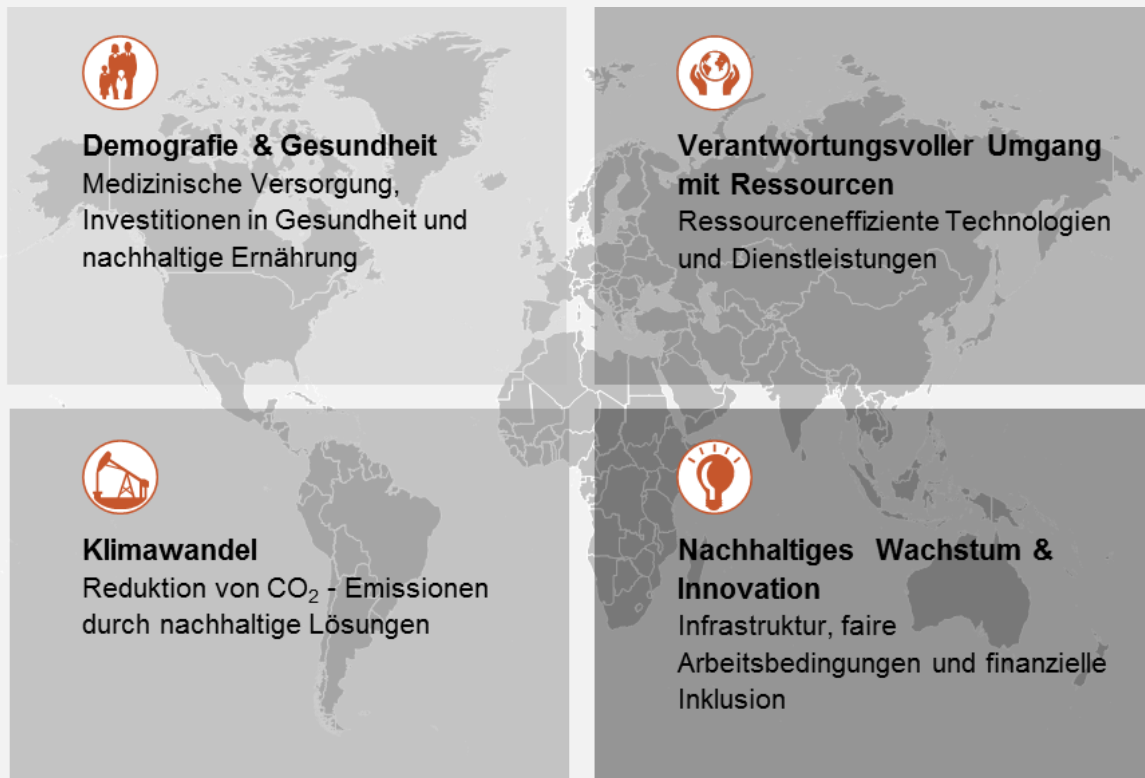 Demografie & Gesundheit
Medizinische Versorgung,
Investitionen in Gesundheit und
nachhaltige Ernährung
Verantwortungsvoller Umgang
mit Ressourcen
Ressourceneffiziente Technologien
und Dienstleistungen
Klimawandel
Reduktion von CO₂ - Emissionen
durch nachhaltige Lösungen
Nachhaltiges Wachstum &
Innovation
Infrastruktur, faire
Arbeitsbedingungen und finanzielle
Inklusion